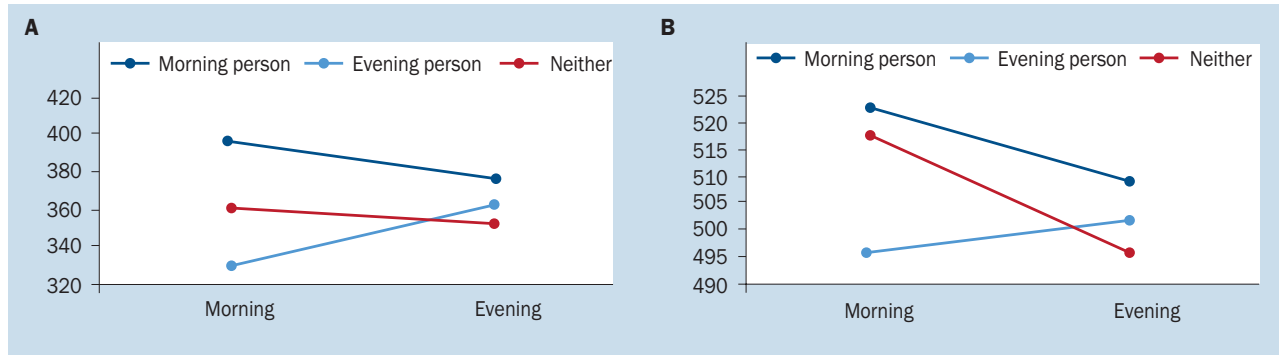 A
Morning person Evening person Neither
420
400
380
360
340
320
Morning Evening
B
Morning person Evening person Neither
525
520
515
510
505
500
495
490
Morning Evening